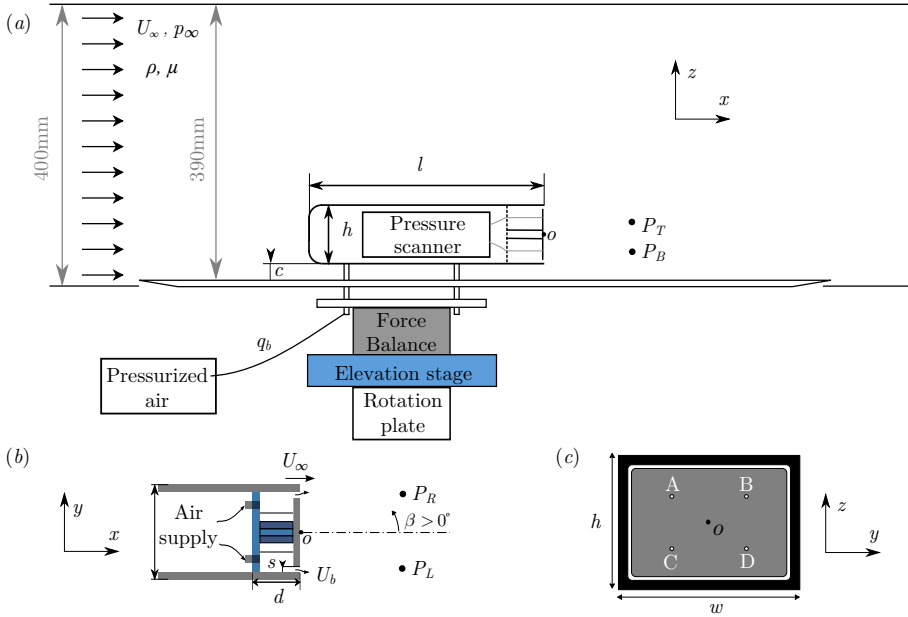 (a)
U∞ , p∞
ρ, μ
400mm
390mm
z
x
l
h
Pressure
scanner
o
P_T
P_B
c
q_b
Force
Balance
Pressurized
air
Elevation stage
Rotation
plate
(b)
U∞
y
x
Air
supply
o
P_R
β > 0°
s
U_b
d
P_L
(c)
A
B
o
C
D
h
w
z
y